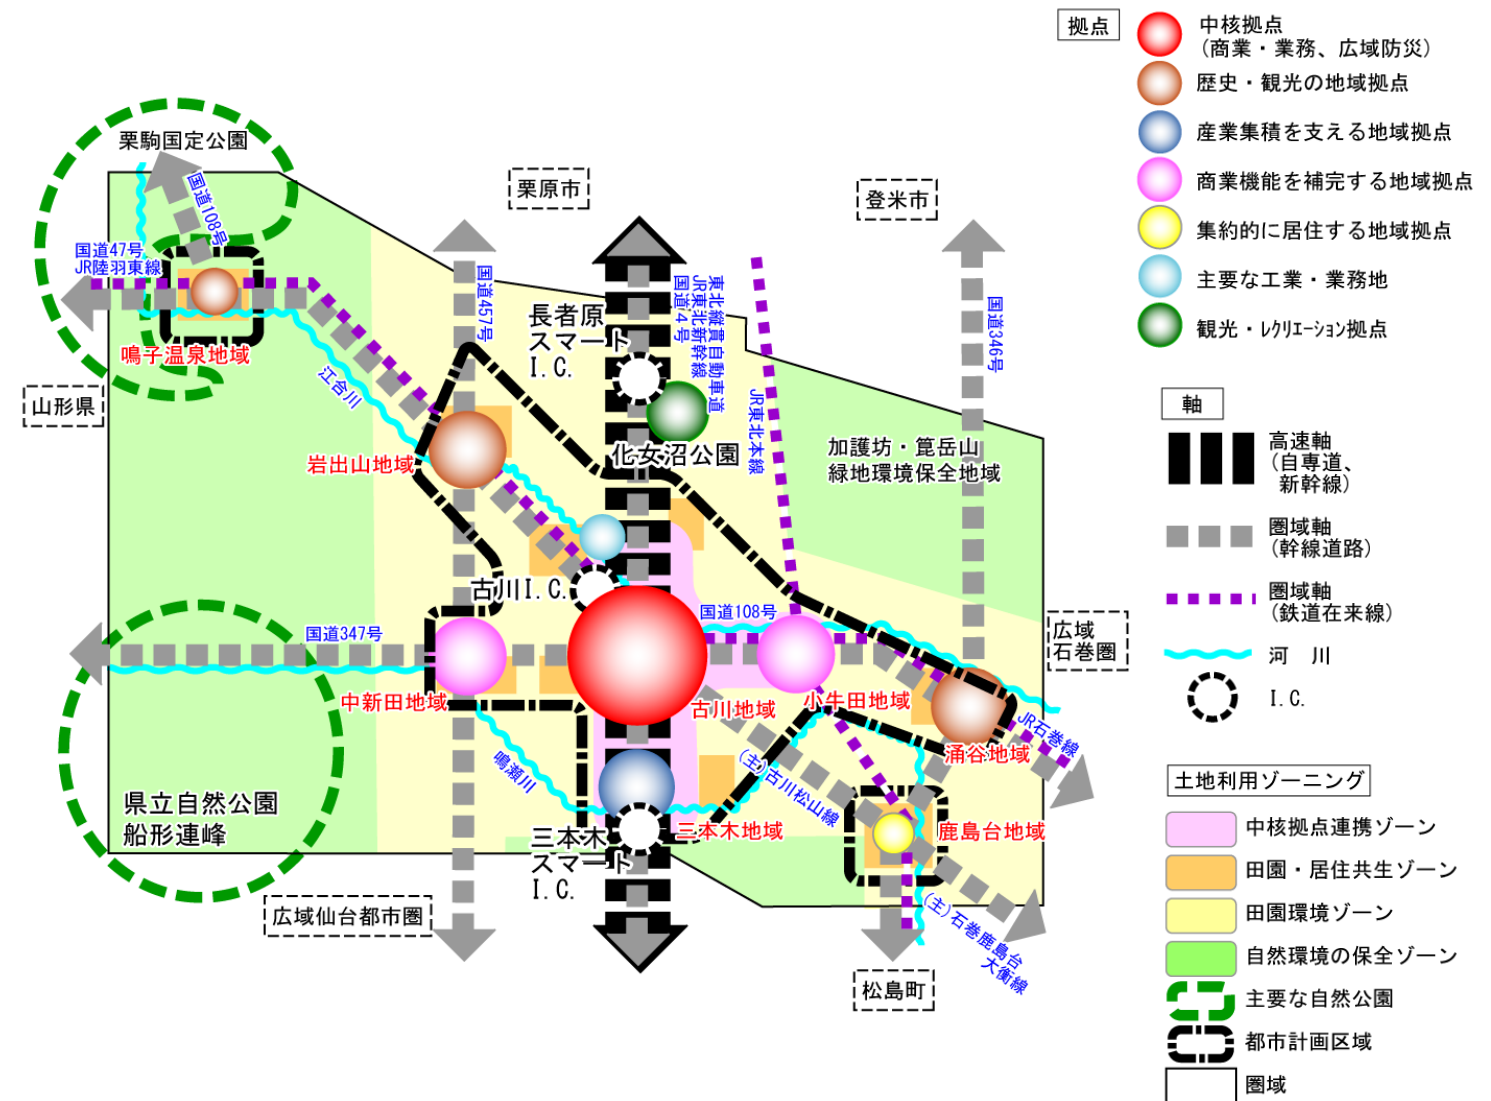 拠点
中核拠点
(商業・業務、広域防災)
歴史・観光の地域拠点
産業集積を支える地域拠点
商業機能を補完する地域拠点
集約的に居住する地域拠点
主要な工業・業務地
観光・ﾚｸﾘｴｰｼｮﾝ拠点
軸
高速軸
(自専道、
新幹線)
圏域軸
(幹線道路)
圏域軸
(鉄道在来線)
河 川
I.C.
土地利用ゾーニング
中核拠点連携ゾーン
田園・居住共生ゾーン
田園環境ゾーン
自然環境の保全ゾーン
主要な自然公園
都市計画区域
圏域
栗駒国定公園
国道108号
国道47号
JR陸羽東線
鳴子温泉地域
山形県
江合川
栗原市
登米市
国道457号
長者原
スマート
I.C.
東北縦貫自動車道
JR東北新幹線
国道4号
JR東北本線
国道346号
化女沼公園
加護坊・箟岳山
緑地環境保全地域
岩出山地域
古川I.C.
国道108号
国道347号
広域
石巻圏
中新田地域
古川地域
小牛田地域
涌谷地域
JR石巻線
鳴瀬川
(主)古川松山線
県立自然公園
船形連峰
三本木
スマート
I.C.
三本木地域
鹿島台地域
(主)石巻鹿島台
大衡線
広域仙台都市圏
松島町